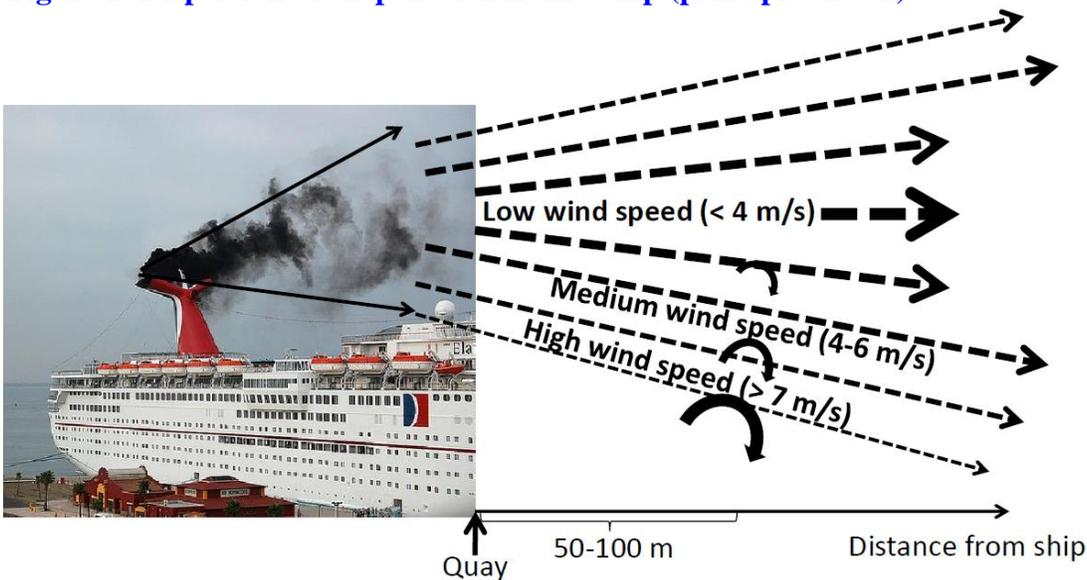 Low wind speed (< 4 m/s)
Medium wind speed (4-6 m/s)
High wind speed (> 7 m/s)
Ela
50-100 m
Distance from ship
Quay